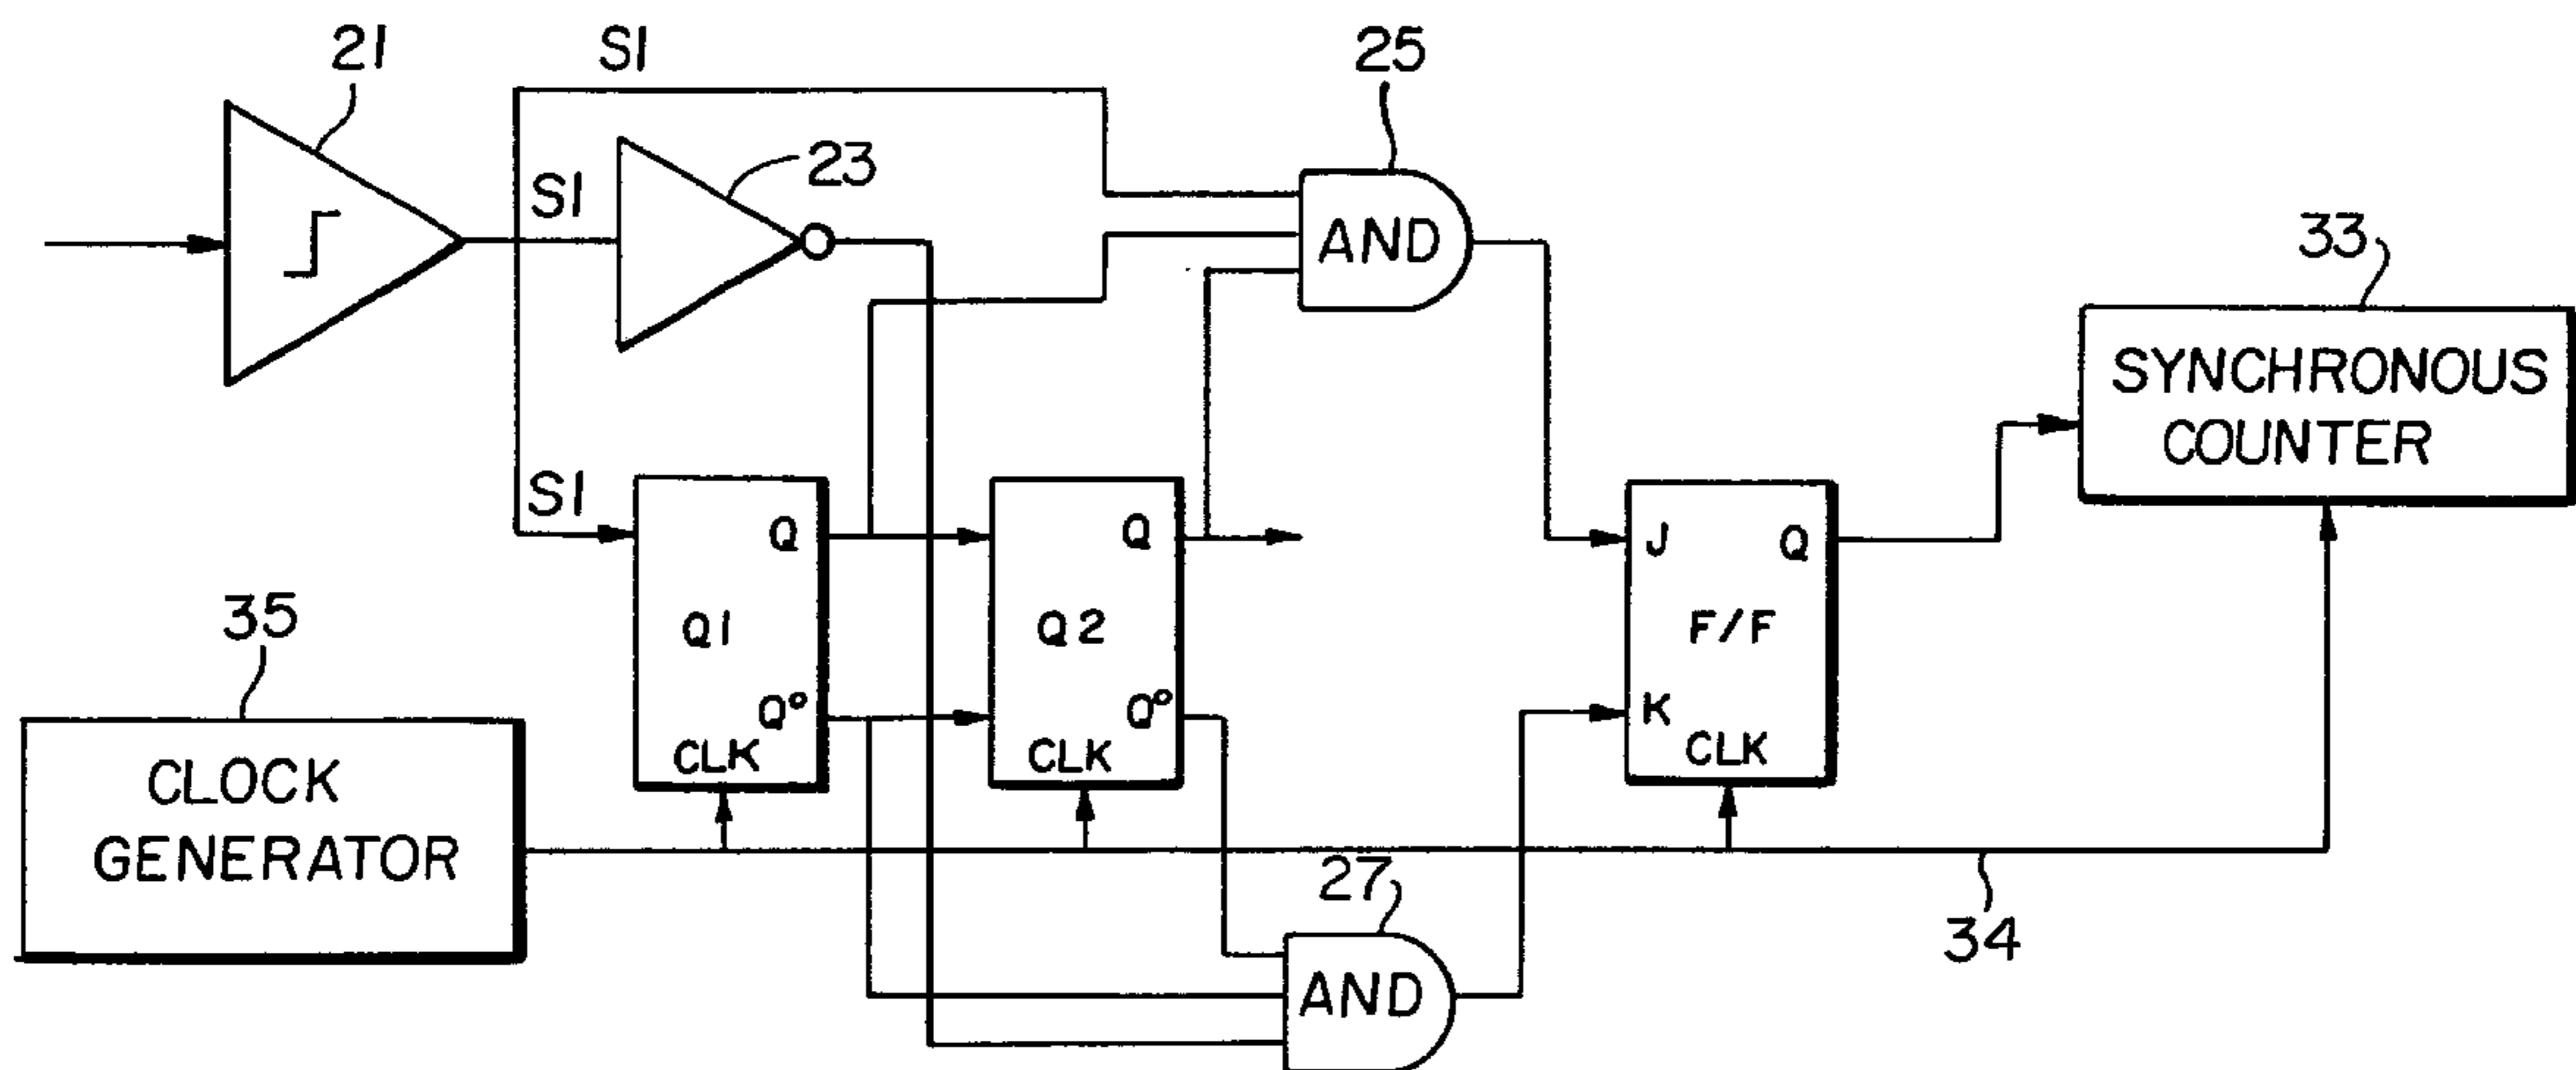 21
S1
25
S1
23
AND
33
SYNCHRONOUS
COUNTER
S1
Q
Q1
Q°
CLK
Q
Q2
Q°
CLK
J
Q
F/F
K
CLK
35
CLOCK
GENERATOR
27
AND
34